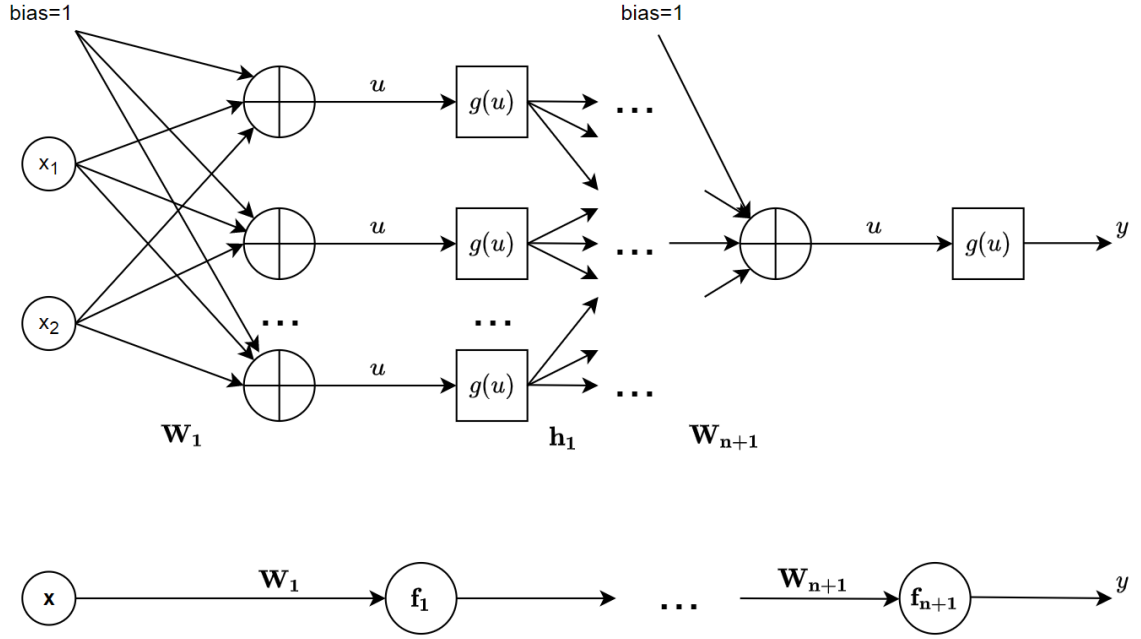 bias=1 bias=1
u g(u) ...
x1
u g(u) ... u g(u) y
x2
... ...
u g(u) ...
W1 h1 Wn+1
W1 Wn+1
x f1 ... fn+1 y